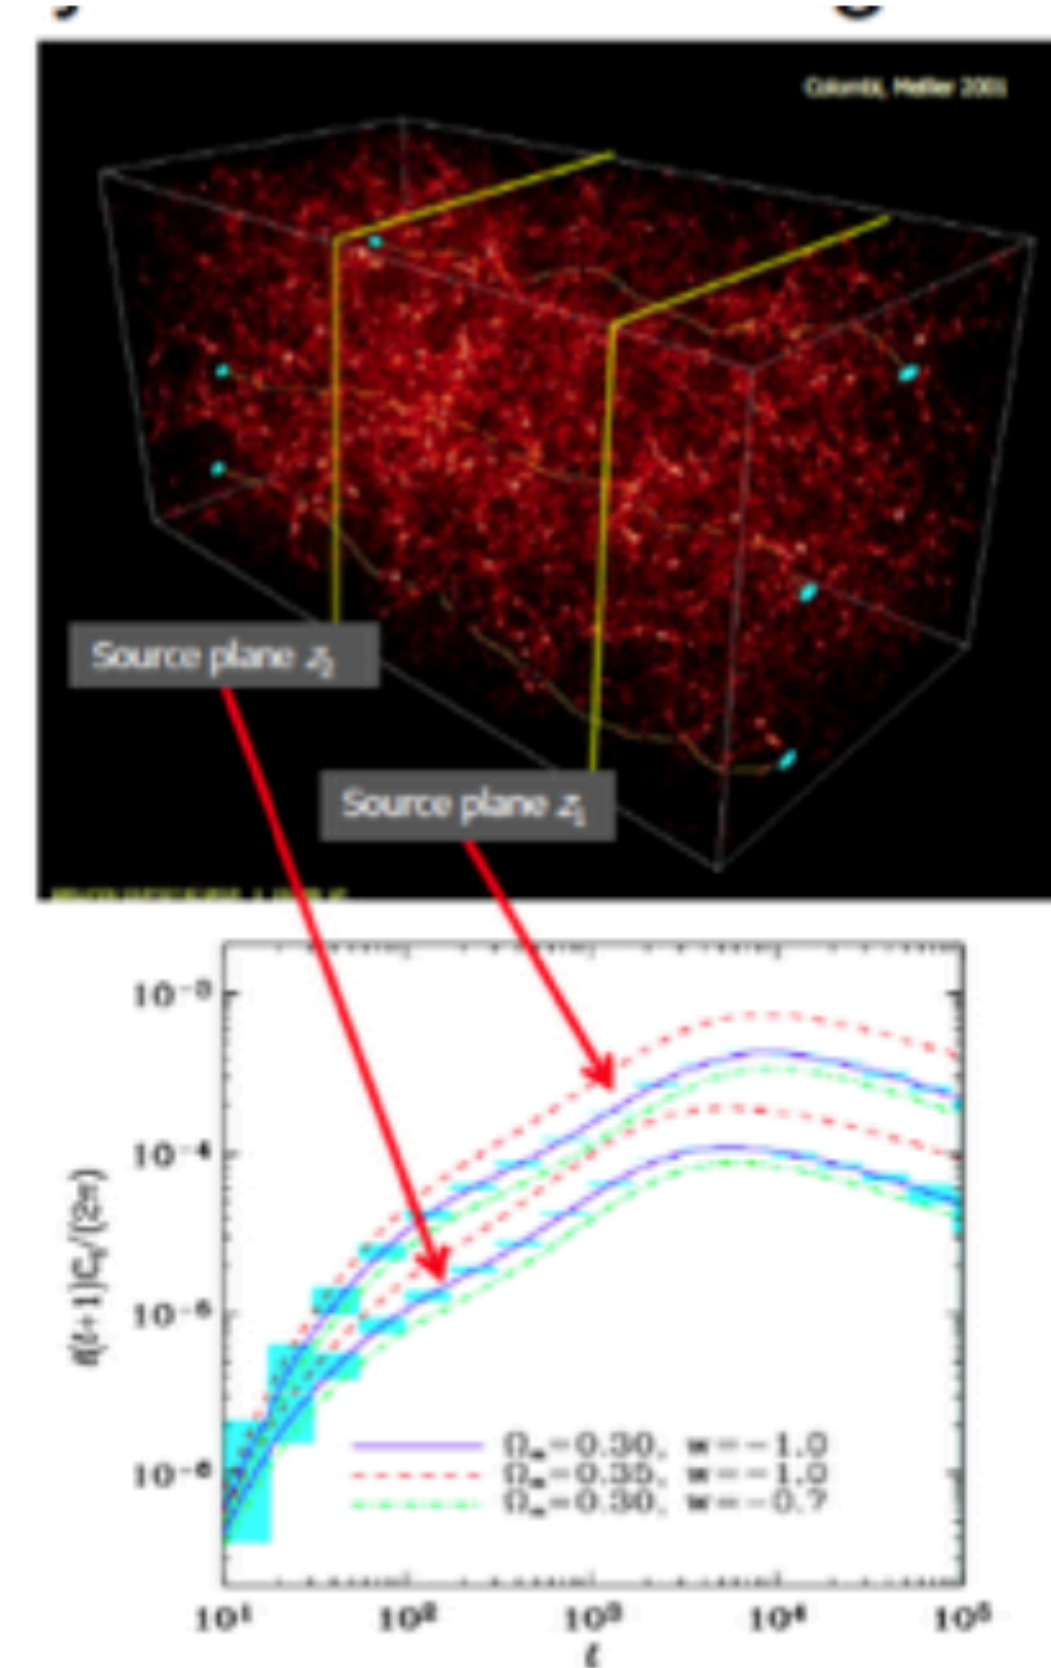 Colombi, Mellier 2001
Source plane z₂
Source plane z₁
10⁻³
10⁻⁴
10⁻⁵
10⁻⁶
ℓ(ℓ+1)Cₗ/(2π)
Ωₘ=0.30, w=-1.0
Ωₘ=0.35, w=-1.0
Ωₘ=0.30, w=-0.7
10¹ 10² 10³ 10⁴ 10⁵
ℓ